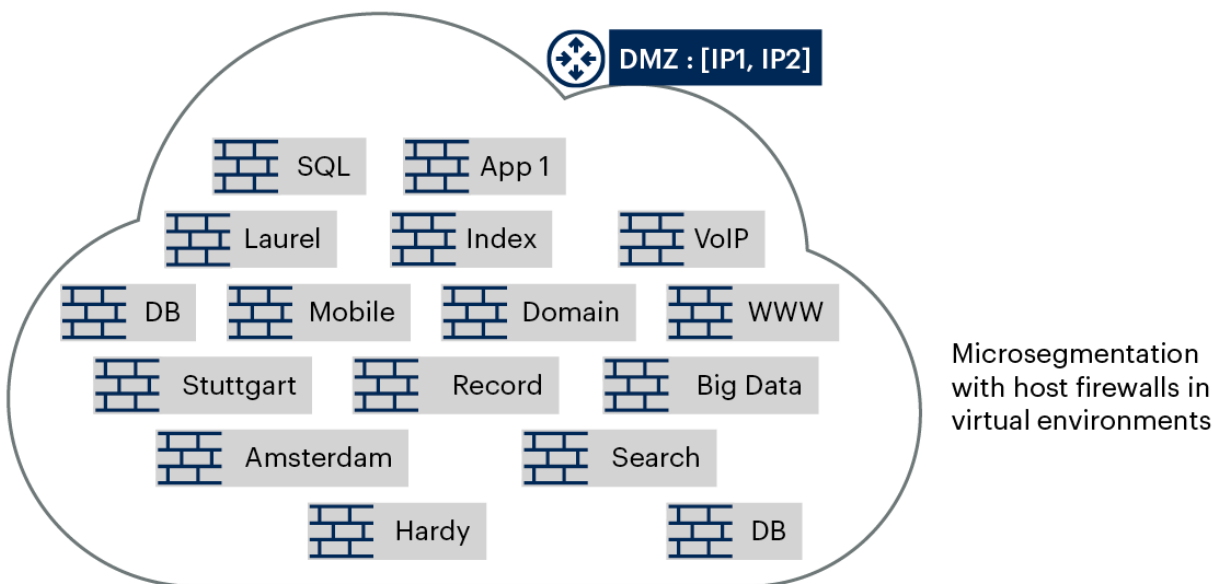 DMZ : [IP1, IP2]
SQL
App 1
Laurel
Index
VoIP
DB
Mobile
Domain
WWW
Stuttgart
Record
Big Data
Amsterdam
Search
Hardy
DB
Microsegmentation
with host firewalls in
virtual environments